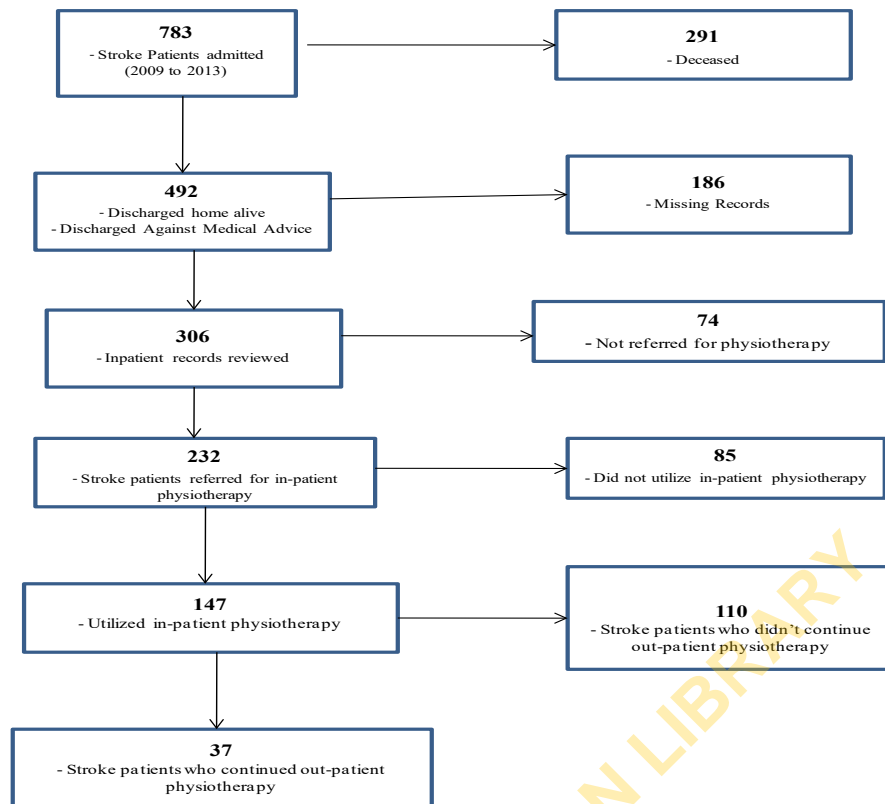 783
- Stroke Patients admitted
(2009 to 2013)
291
- Deceased
492
- Discharged home alive
- Discharged Against Medical Advice
186
- Missing Records
306
- Inpatient records reviewed
74
- Not referred for physiotherapy
232
- Stroke patients referred for in-patient
physiotherapy
85
- Did not utilize in-patient physiotherapy
147
- Utilized in-patient physiotherapy
110
- Stroke patients who didn't continue
out-patient physiotherapy
37
- Stroke patients who continued out-patient
physiotherapy
N LIBRARY